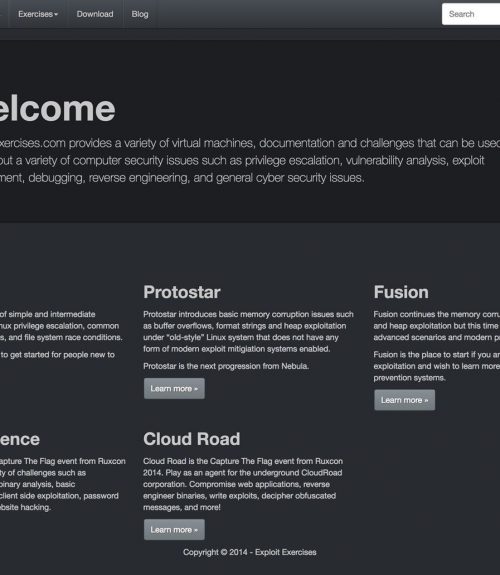 Exercises Download Blog Search
elcome
xercises.com provides a variety of virtual machines, documentation and challenges that can be used
out a variety of computer security issues such as privilege escalation, vulnerability analysis, exploit
ment, debugging, reverse engineering, and general cyber security issues.
of simple and intermediate
nux privilege escalation, common
s, and file system race conditions.
to get started for people new to
Protostar
Protostar introduces basic memory corruption issues such
as buffer overflows, format strings and heap exploitation
under "old-style" Linux system that does not have any
form of modern exploit mitigiation systems enabled.
Protostar is the next progression from Nebula.
Learn more »
Fusion
Fusion continues the memory corru
and heap exploitation but this time
advanced scenarios and modern p
Fusion is the place to start if you ar
exploitation and wish to learn more
prevention systems.
Learn more »
ence
apture The Flag event from Ruxcon
ty of challenges such as
binary analysis, basic
client side exploitation, password
ebsite hacking.
Cloud Road
Cloud Road is the Capture The Flag event from Ruxcon
2014. Play as an agent for the underground CloudRoad
corporation. Compromise web applications, reverse
engineer binaries, write exploits, decipher obfuscated
messages, and more!
Learn more »
Copyright © 2014 - Exploit Exercises